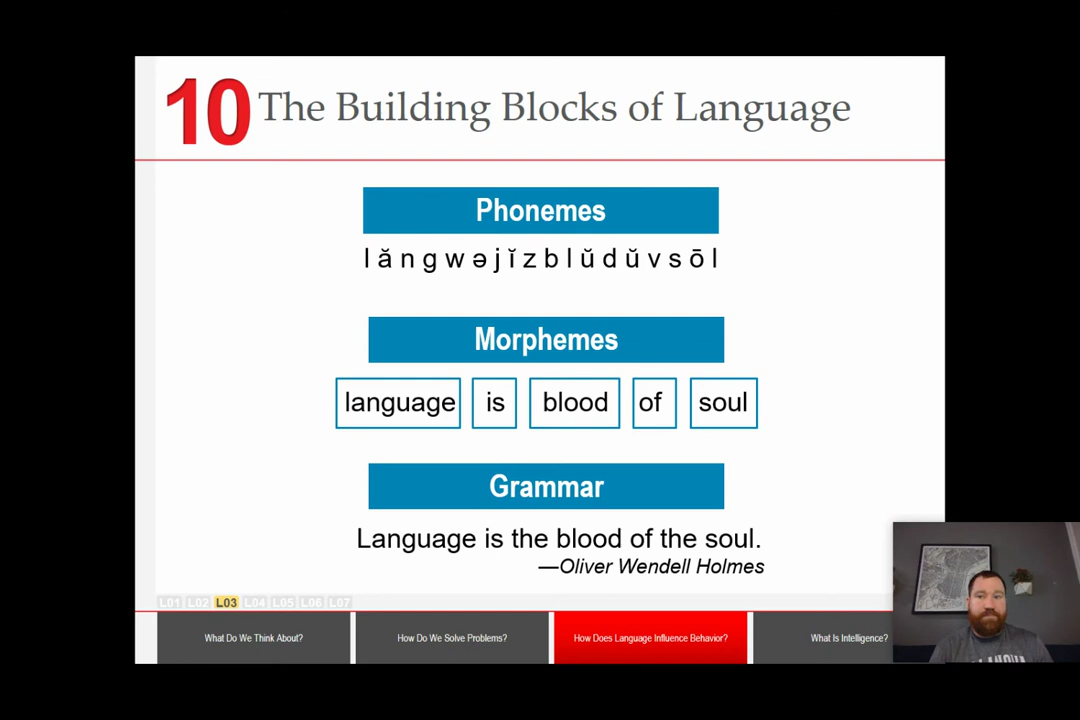 10 The Building Blocks of Language
Phonemes
l ă n g w ə j ĭ z b l ŭ d ŭ v s ō l
Morphemes
language is blood of soul
Grammar
Language is the blood of the soul.
—Oliver Wendell Holmes
L01 L02 L03 L04 L05 L06 L07
What Do We Think About? How Do We Solve Problems? How Does Language Influence Behavior? What Is Intelligence?